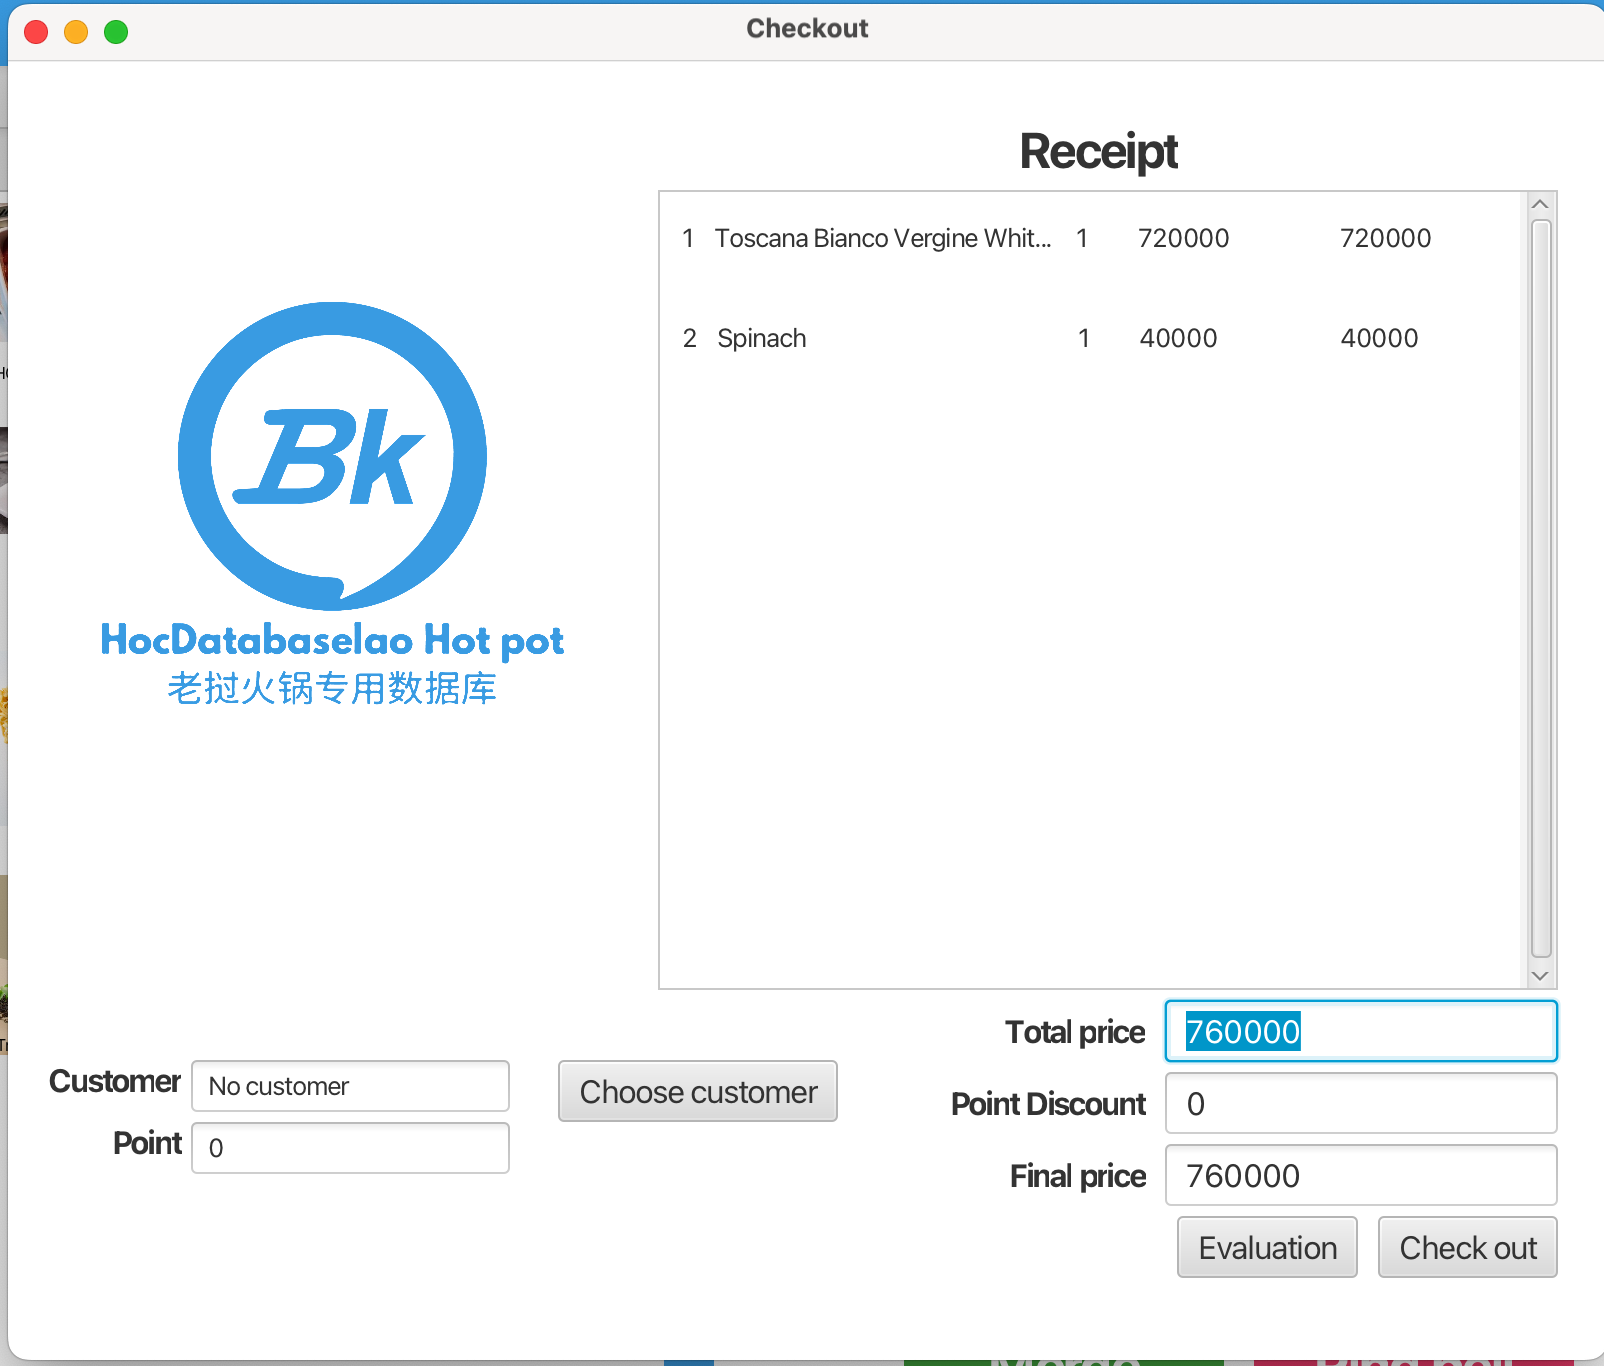 Checkout
Receipt
1 Toscana Bianco Vergine Whit... 1 720000 720000
2 Spinach 1 40000 40000
Bk
HocDatabaselao Hot pot
老挝火锅专用数据库
Total price 760000
Customer No customer
Choose customer
Point Discount 0
Point 0
Final price 760000
Evaluation
Check out